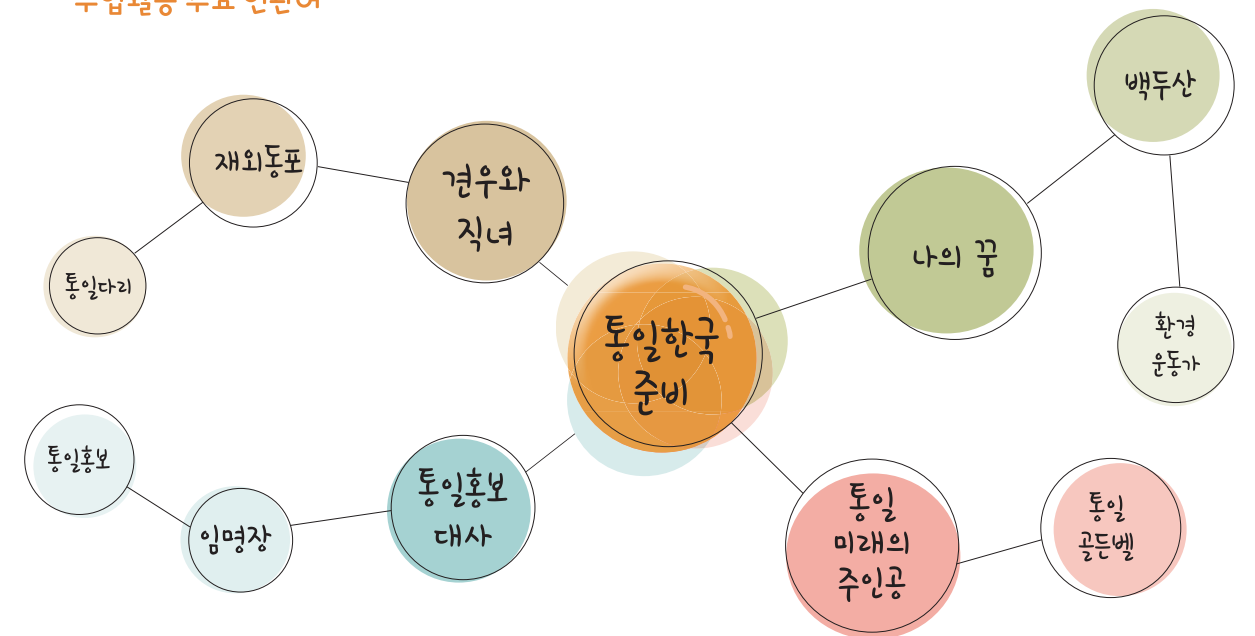 백두산
재외동포
견우와
직녀
나의 꿈
통일다리
통일한국
준비
환경
운동가
통일홍보
임명장
통일홍보
대사
통일
미래의
주인공
통일
골든벨